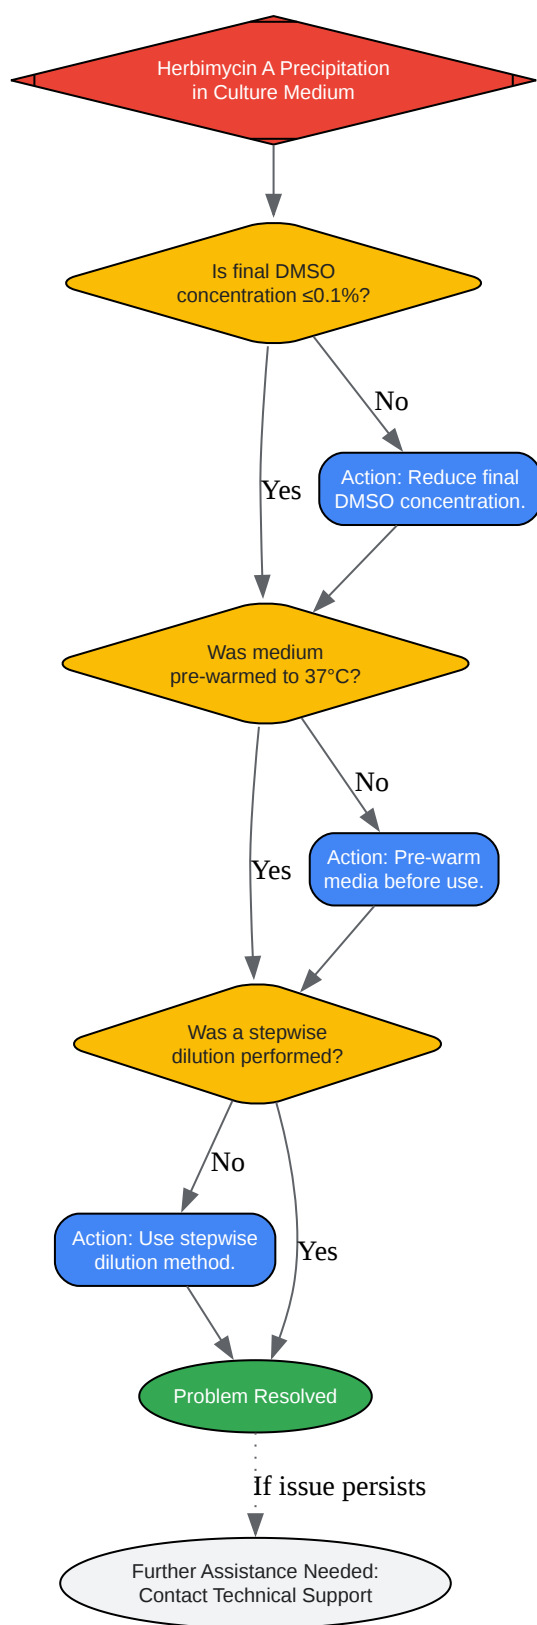 Herbimycin A Precipitation
in Culture Medium
Is final DMSO
concentration ≤0.1%?
No
Action: Reduce final
DMSO concentration.
Yes
Was medium
pre-warmed to 37°C?
No
Action: Pre-warm
media before use.
Yes
Was a stepwise
dilution performed?
No
Action: Use stepwise
dilution method.
Yes
Problem Resolved
If issue persists
Further Assistance Needed:
Contact Technical Support